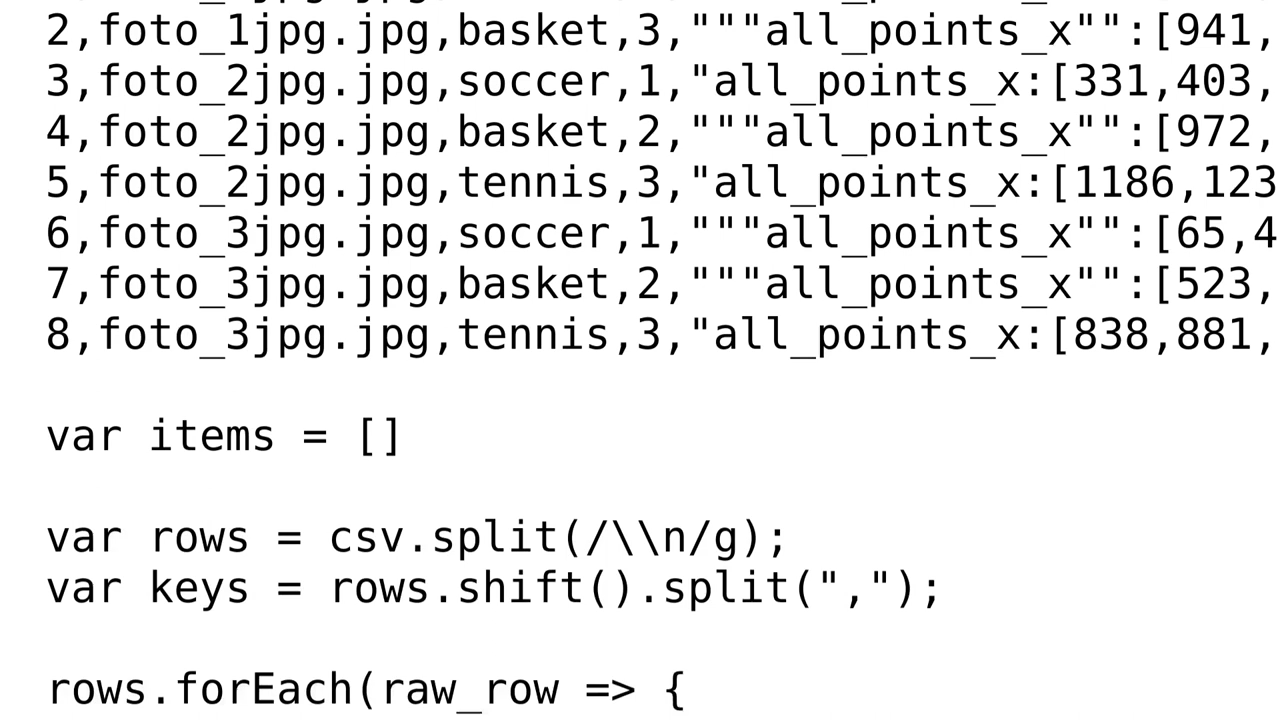 2,foto_1jpg.jpg,basket,3,"""all_points_x"":[941,
3,foto_2jpg.jpg,soccer,1,"all_points_x:[331,403,
4,foto_2jpg.jpg,basket,2,"""all_points_x"":[972,
5,foto_2jpg.jpg,tennis,3,"all_points_x:[1186,123
6,foto_3jpg.jpg,soccer,1,"""all_points_x"":[65,4
7,foto_3jpg.jpg,basket,2,"""all_points_x"":[523,
8,foto_3jpg.jpg,tennis,3,"all_points_x:[838,881,
var items = []
var rows = csv.split(/\\n/g);
var keys = rows.shift().split(",");
rows.forEach(raw_row => {